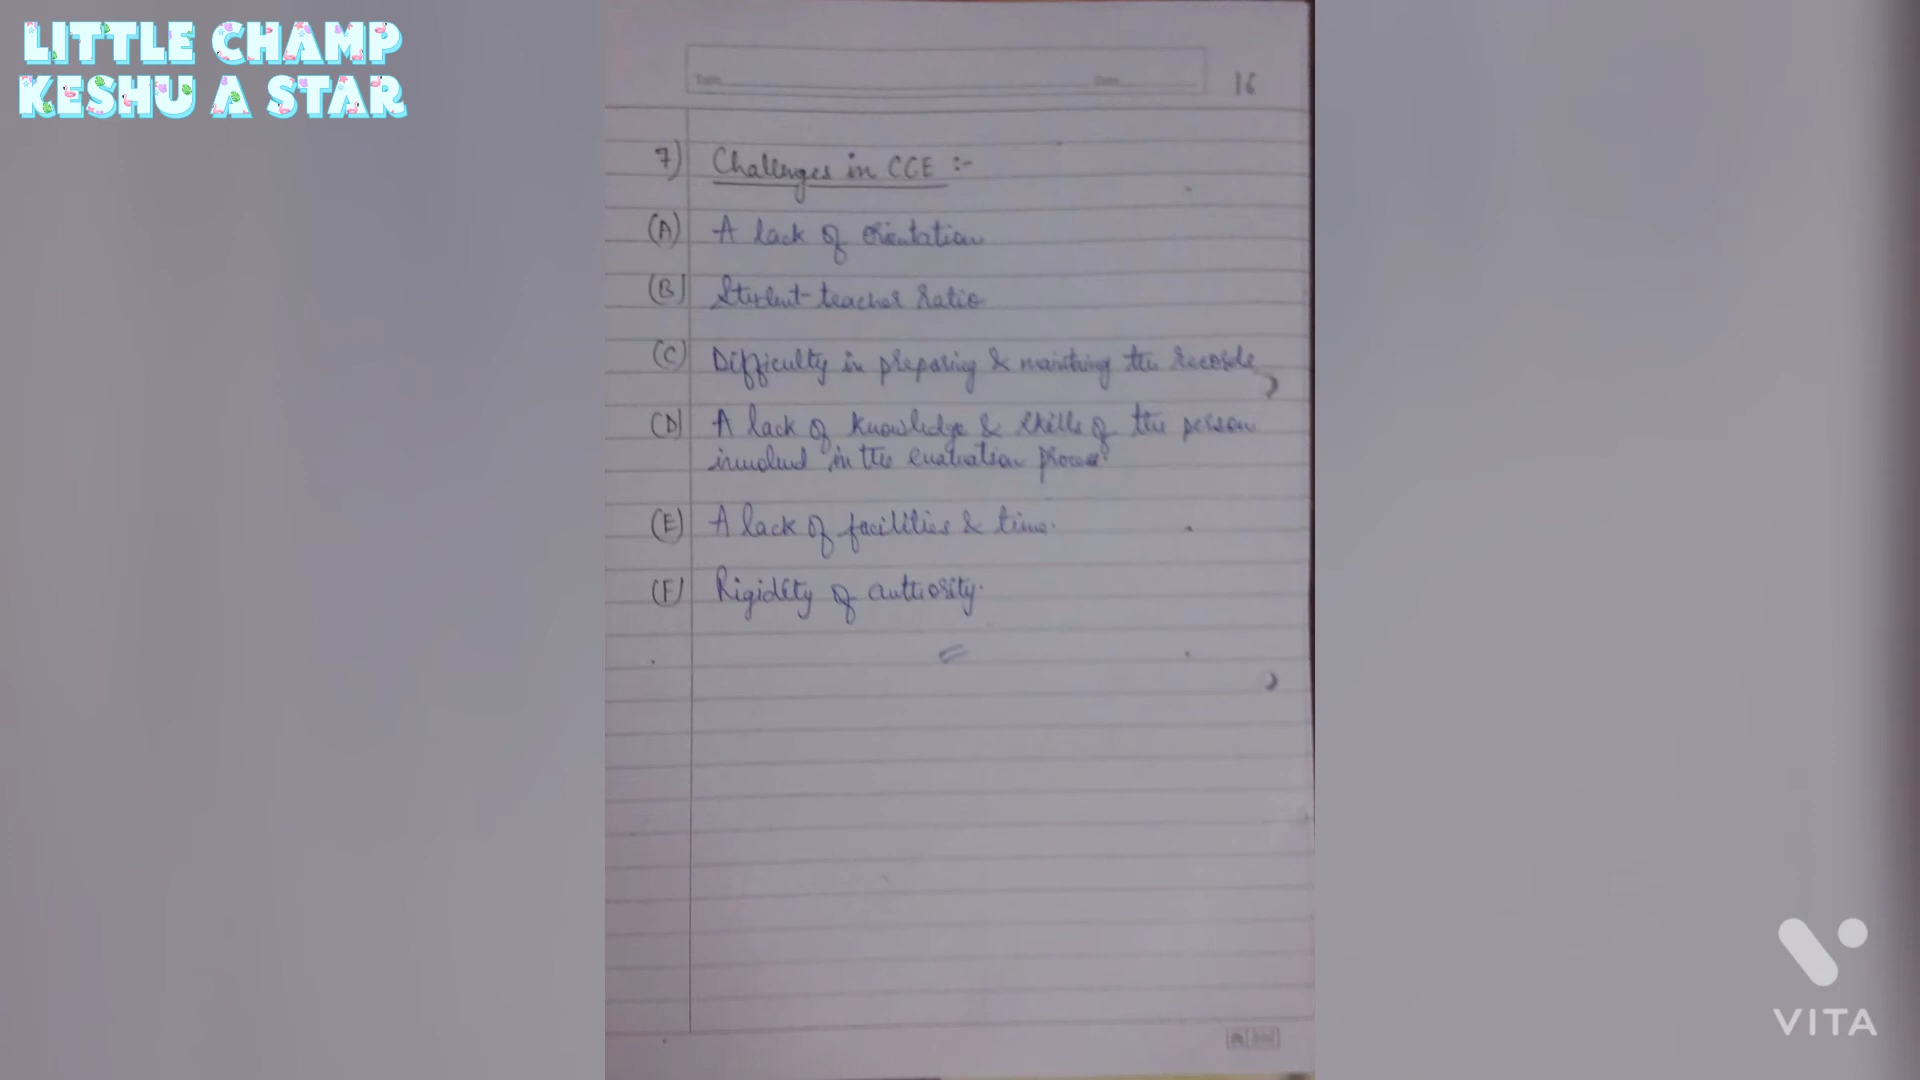 LITTLE CHAMP
KESHU A STAR
16
7) Challenges in CCE :-
(A) A lack of orientation
(B) Student-teacher ratio
(C) Difficulty in preparing & maintaing the records
(D) A lack of knowledge & skills of the person
involved in the evaluation process
(E) A lack of facilities & time.
(F) Rigidity of authority.
VITA